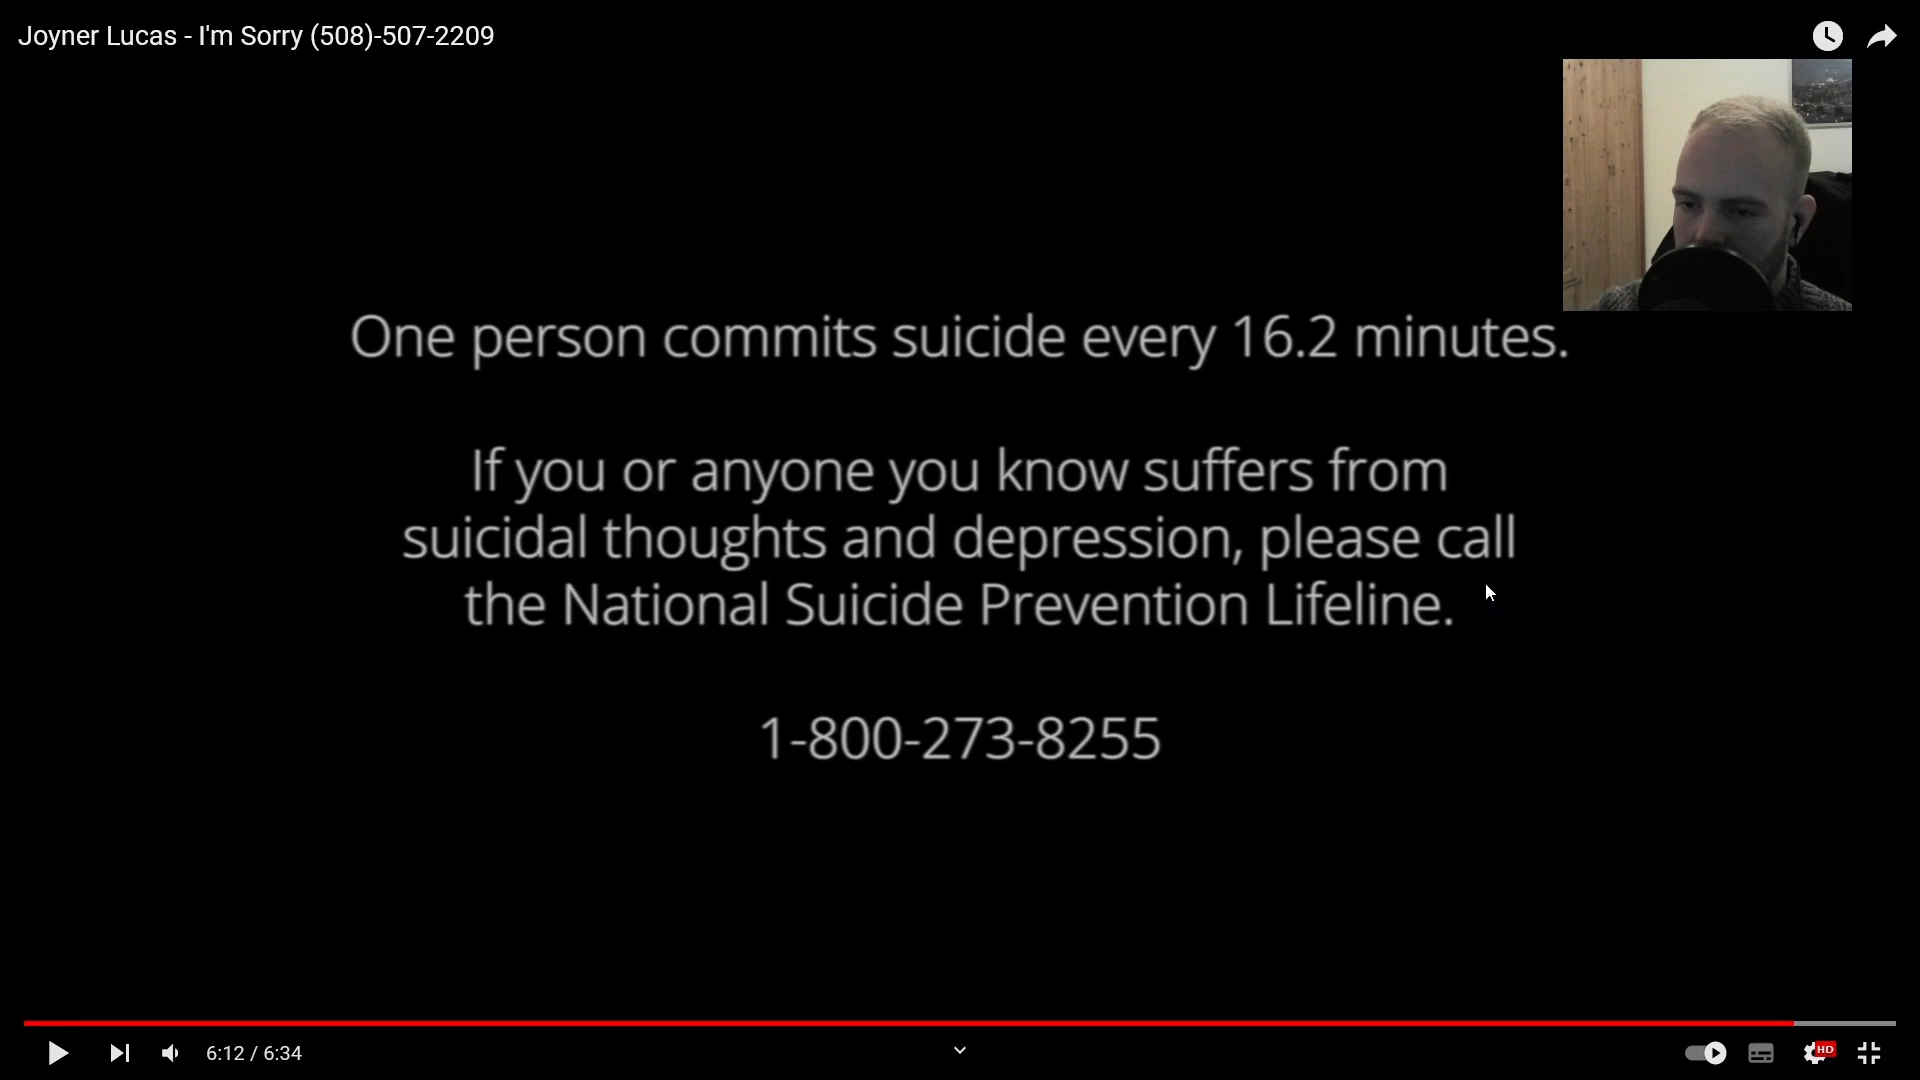 Joyner Lucas - I'm Sorry (508)-507-2209
One person commits suicide every 16.2 minutes.
If you or anyone you know suffers from
suicidal thoughts and depression, please call
the National Suicide Prevention Lifeline.
1-800-273-8255
6:12 / 6:34
HD